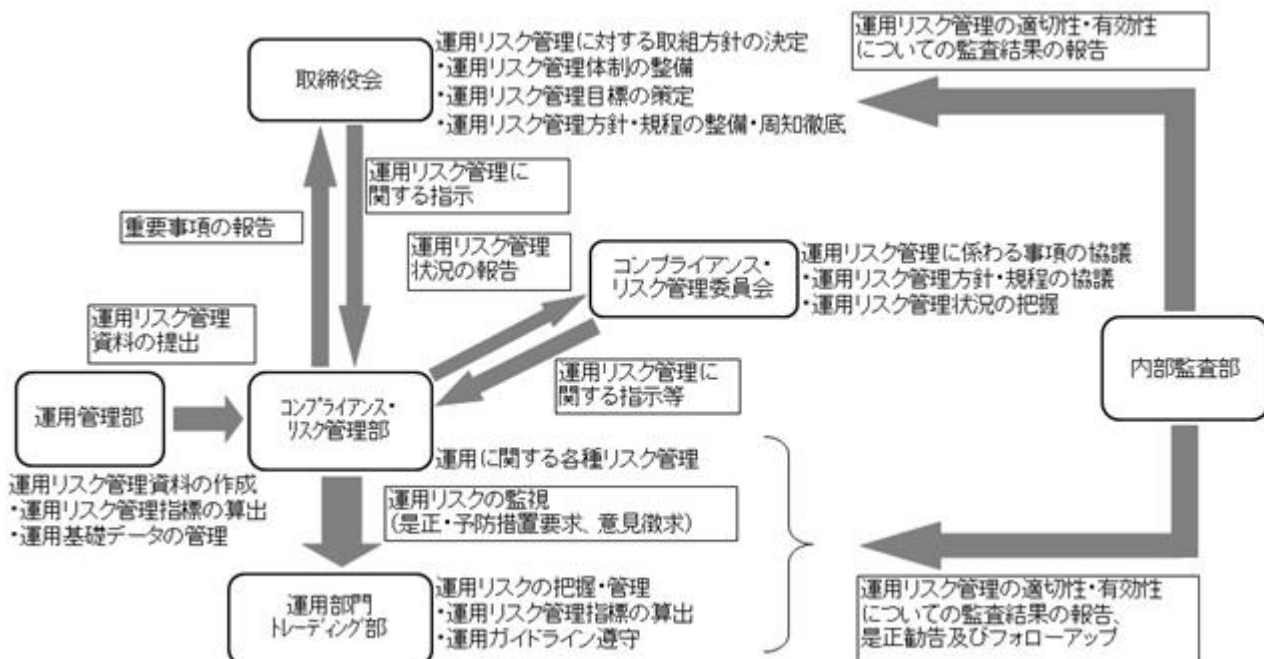 取締役会
運用リスク管理に対する取組方針の決定
・運用リスク管理体制の整備
・運用リスク管理目標の策定
・運用リスク管理方針・規程の整備・周知徹底
運用リスク管理の適切性・有効性
についての監査結果の報告
運用リスク管理に
関する指示
重要事項の報告
運用リスク管理
状況の報告
コンプライアンス・
リスク管理委員会
運用リスク管理に係わる事項の協議
・運用リスク管理方針・規程の協議
・運用リスク管理状況の把握
運用リスク管理
資料の提出
内部監査部
運用リスク管理に
関する指示等
運用管理部
コンプライアンス・
リスク管理部
運用に関する各種リスク管理
運用リスク管理資料の作成
・運用リスク管理指標の算出
・運用基礎データの管理
運用リスクの監視
(是正・予防措置要求、意見徴求)
運用部門
トレーディング部
運用リスクの把握・管理
・運用リスク管理指標の算出
・運用ガイドライン遵守
運用リスク管理の適切性・有効性
についての監査結果の報告、
是正勧告及びフォローアップ